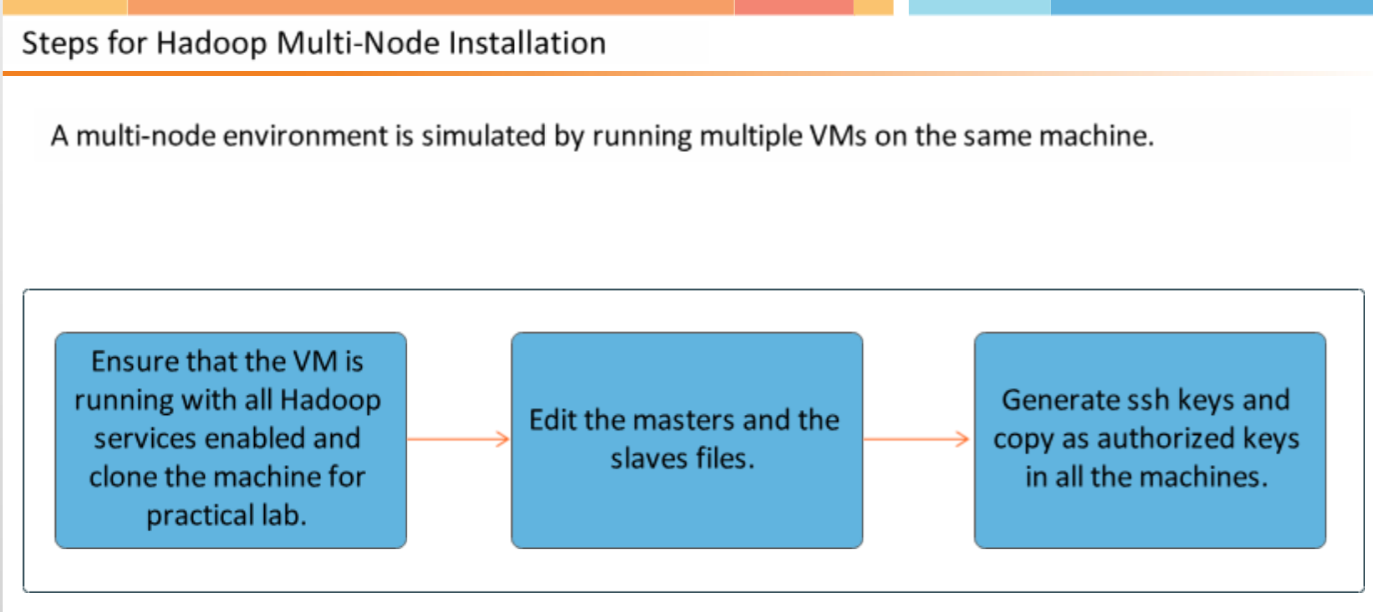 Steps for Hadoop Multi-Node Installation
A multi-node environment is simulated by running multiple VMs on the same machine.
Ensure that the VM is
running with all Hadoop
services enabled and
clone the machine for
practical lab.
Edit the masters and the
slaves files.
Generate ssh keys and
copy as authorized keys
in all the machines.